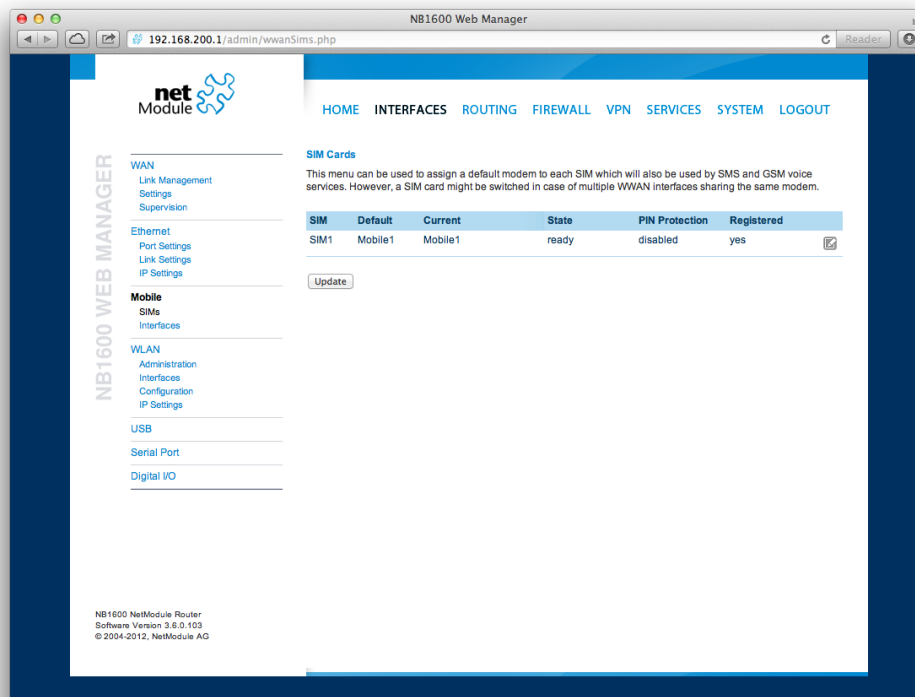 NB1600 Web Manager
192.168.200.1/admin/wwanSims.php
Reader
net
Module
HOME INTERFACES ROUTING FIREWALL VPN SERVICES SYSTEM LOGOUT
NB1600 WEB MANAGER
WAN
Link Management
Settings
Supervision
Ethernet
Port Settings
Link Settings
IP Settings
Mobile
SIMs
Interfaces
WLAN
Administration
Interfaces
Configuration
IP Settings
USB
Serial Port
Digital I/O
SIM Cards
This menu can be used to assign a default modem to each SIM which will also be used by SMS and GSM voice
services. However, a SIM card might be switched in case of multiple WWAN interfaces sharing the same modem.
SIM Default Current State PIN Protection Registered
SIM1 Mobile1 Mobile1 ready disabled yes
Update
NB1600 NetModule Router
Software Version 3.6.0.103
© 2004-2012, NetModule AG